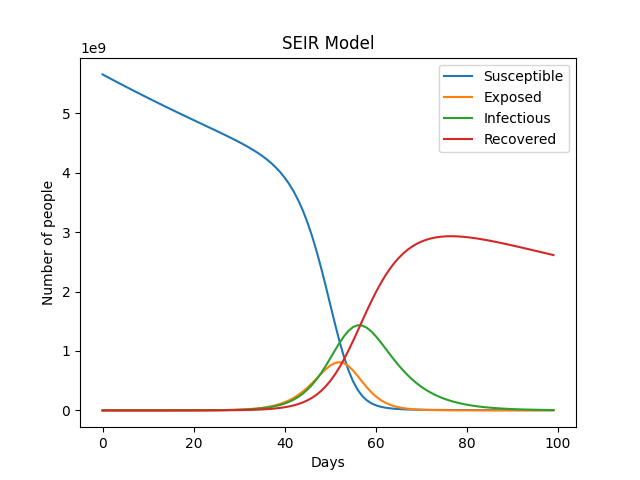 SEIR Model
1e9
Susceptible
Exposed
Infectious
Recovered
5
4
3
2
1
0
Number of people
0 20 40 60 80 100
Days